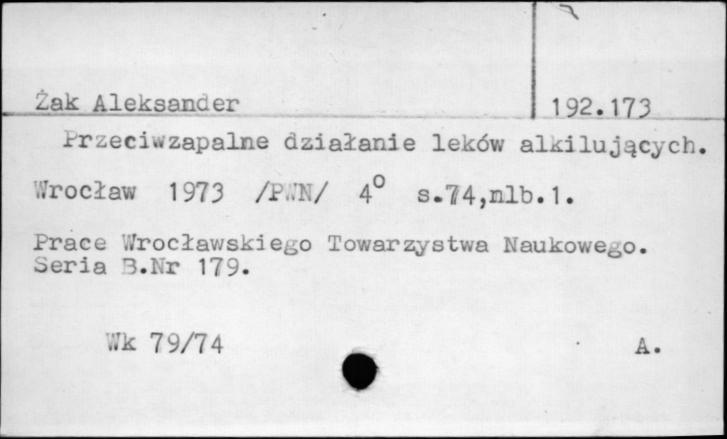 Żak Aleksander 192.173
Przeciwzapalne działanie leków alkilujących.
Wrocław 1973 /PWN/ 4° s.74,nlb.1.
Prace Wrocławskiego Towarzystwa Naukowego.
Seria B.Nr 179.
Wk 79/74 A.